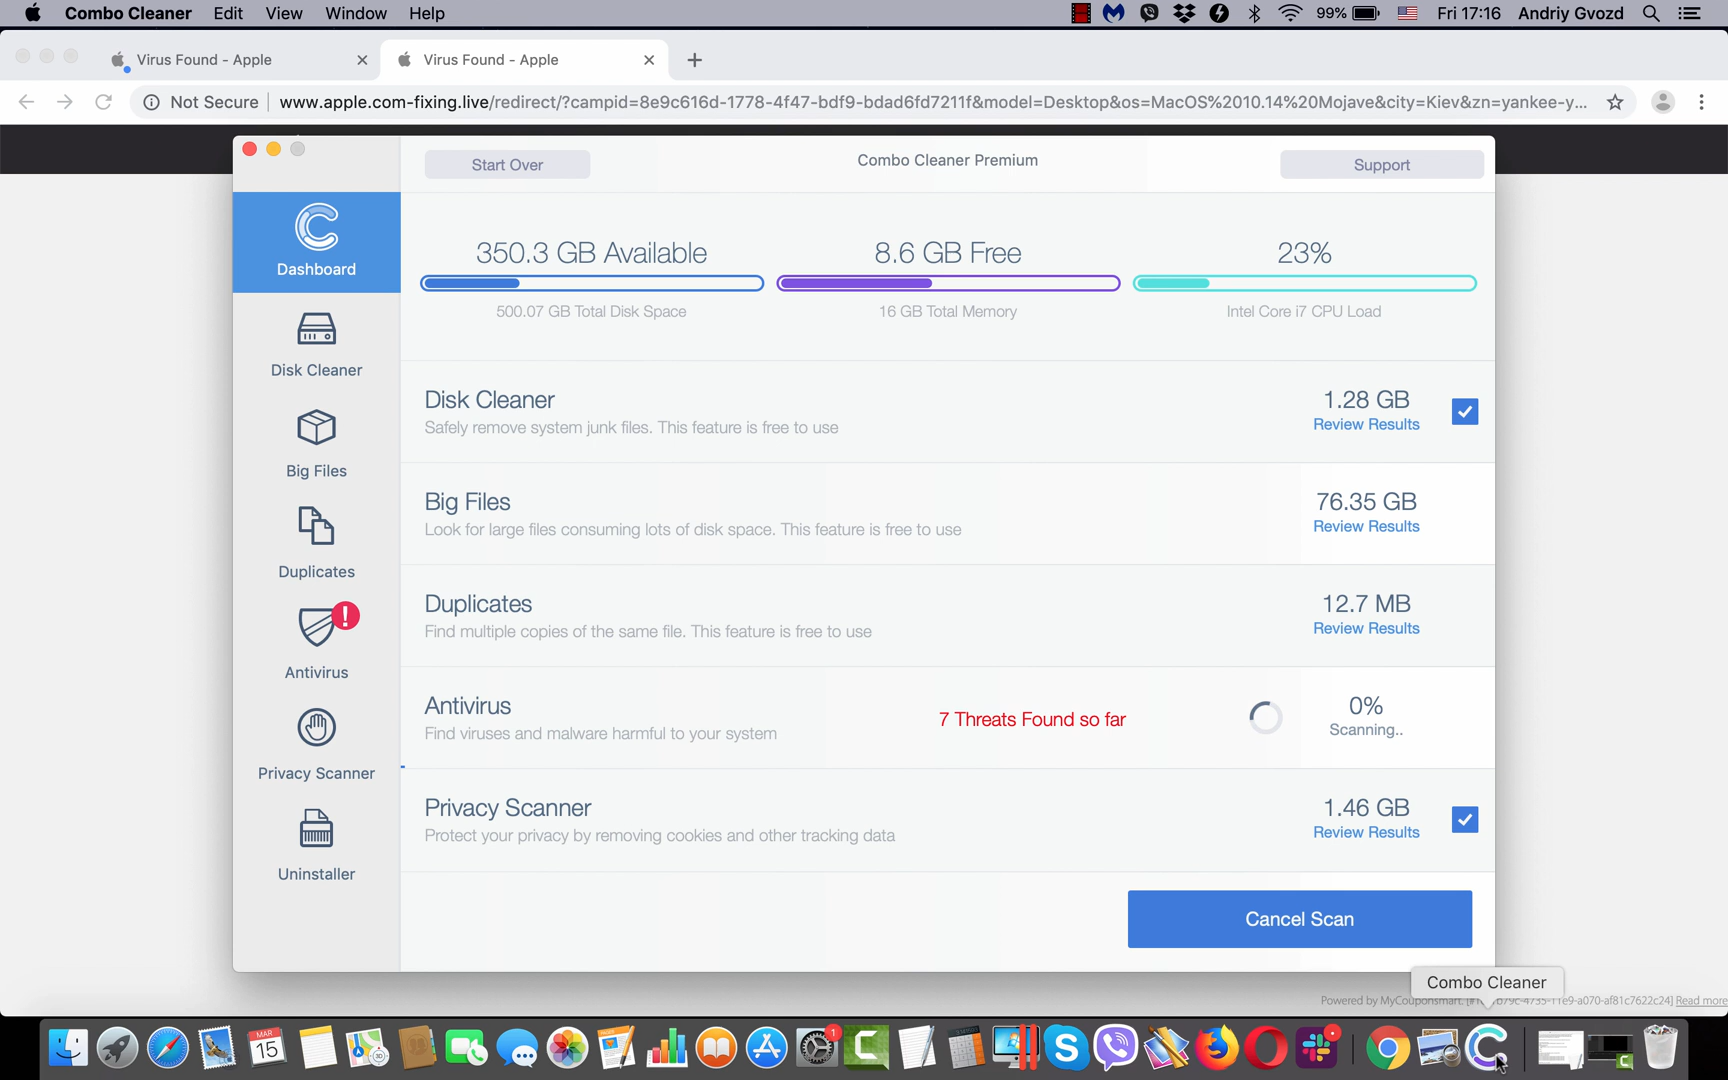 Combo Cleaner Edit View Window Help 99% Fri 17:16 Andriy Gvozd
Virus Found - Apple
Virus Found - Apple
Not Secure www.apple.com-fixing.live/redirect/?campid=8e9c616d-1778-4f47-bdf9-bdad6fd7211f&model=Desktop&os=MacOS%2010.14%20Mojave&city=Kiev&zn=yankee-y...
Start Over
Combo Cleaner Premium
Support
Dashboard
350.3 GB Available
500.07 GB Total Disk Space
8.6 GB Free
16 GB Total Memory
23%
Intel Core i7 CPU Load
Disk Cleaner
Big Files
Duplicates
Antivirus
Privacy Scanner
Uninstaller
Disk Cleaner
Safely remove system junk files. This feature is free to use
1.28 GB
Review Results
Big Files
Look for large files consuming lots of disk space. This feature is free to use
76.35 GB
Review Results
Duplicates
Find multiple copies of the same file. This feature is free to use
12.7 MB
Review Results
Antivirus
Find viruses and malware harmful to your system
7 Threats Found so far
0%
Scanning..
Privacy Scanner
Protect your privacy by removing cookies and other tracking data
1.46 GB
Review Results
Cancel Scan
Combo Cleaner
Powered by MyCouponsmart. Read more
MAR
15
3D
1